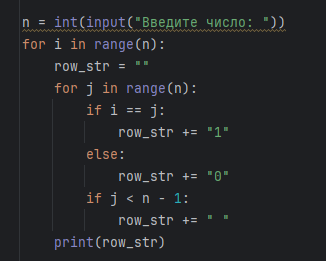 n = int(input("Введите число: "))
for i in range(n):
    row_str = ""
    for j in range(n):
        if i == j:
            row_str += "1"
        else:
            row_str += "0"
        if j < n - 1:
            row_str += " "
    print(row_str)